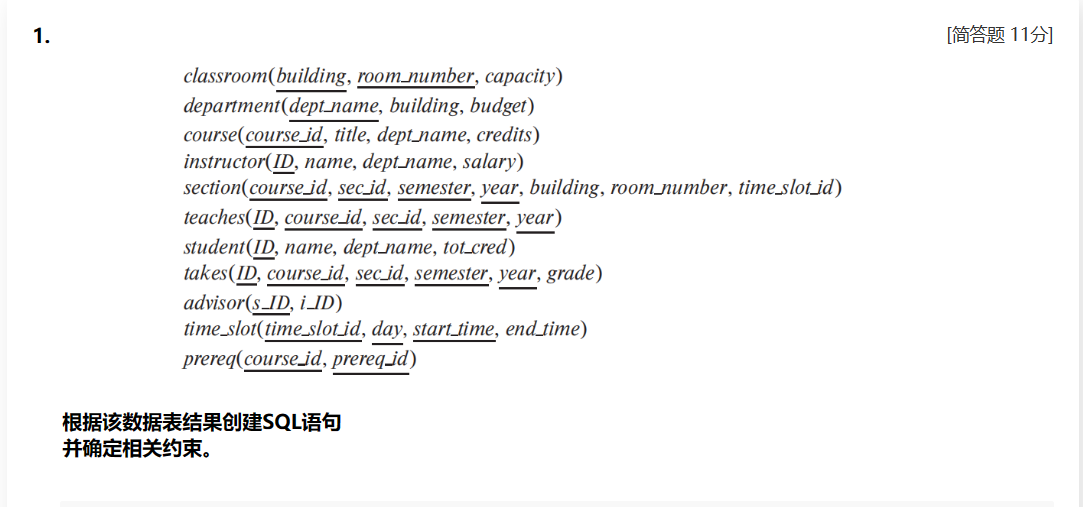 1.
[简答题 11分]
classroom(building, room_number, capacity)
department(dept_name, building, budget)
course(course_id, title, dept_name, credits)
instructor(ID, name, dept_name, salary)
section(course_id, sec_id, semester, year, building, room_number, time_slot_id)
teaches(ID, course_id, sec_id, semester, year)
student(ID, name, dept_name, tot_cred)
takes(ID, course_id, sec_id, semester, year, grade)
advisor(s_ID, i_ID)
time_slot(time_slot_id, day, start_time, end_time)
prereq(course_id, prereq_id)
根据该数据表结果创建SQL语句
并确定相关约束。